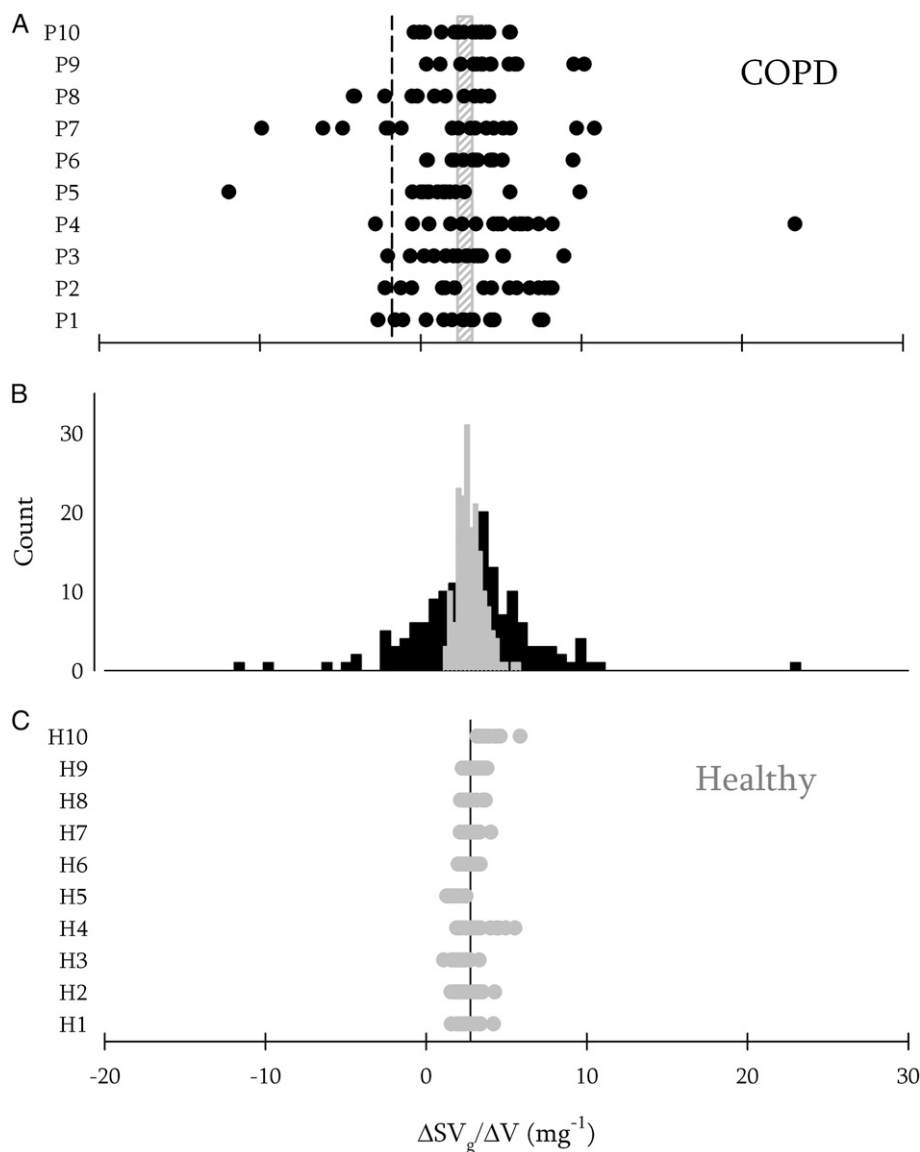 A
P10
COPD
P9
P8
P7
P6
P5
P4
P3
P2
P1
B
30
Count
20
10
0
C
H10
H9
Healthy
H8
H7
H6
H5
H4
H3
H2
H1
-20 -10 0 10 20 30
ΔSVg/ΔV (mg⁻¹)